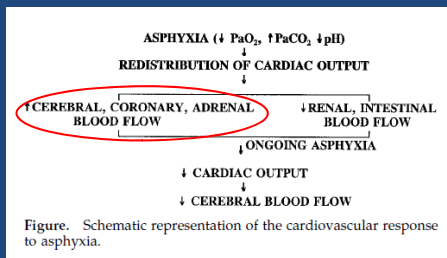 ASPHYXIA (↓ PaO₂, ↑PaCO₂ ↓pH)
↓
REDISTRIBUTION OF CARDIAC OUTPUT
↓
↑CEREBRAL, CORONARY, ADRENAL
BLOOD FLOW
↓RENAL, INTESTINAL
BLOOD FLOW
↓ONGOING ASPHYXIA
↓ CARDIAC OUTPUT
↓
↓ CEREBRAL BLOOD FLOW
Figure. Schematic representation of the cardiovascular response
to asphyxia.